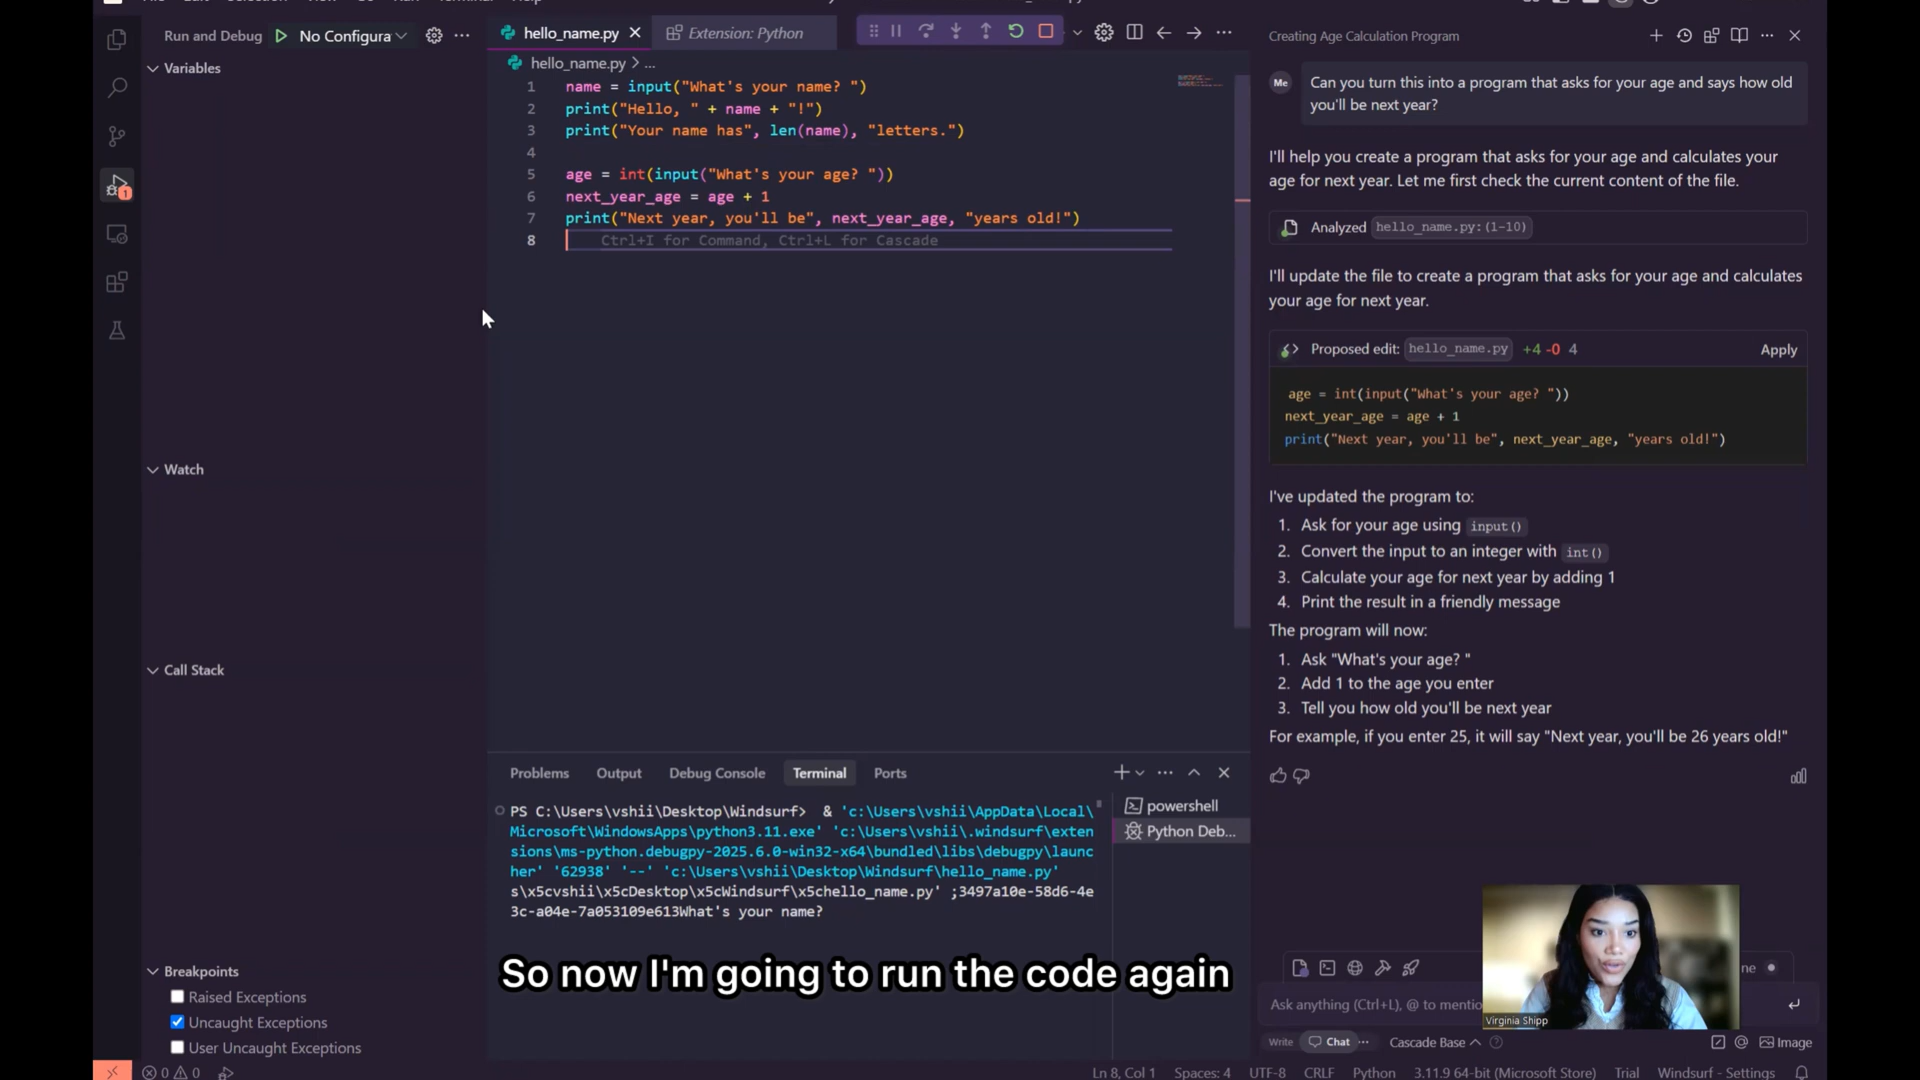 Run and Debug
No Configura
hello_name.py
Extension: Python
Creating Age Calculation Program
Variables
hello_name.py > ...
1 name = input("What's your name? ")
2 print("Hello, " + name + "!")
3 print("Your name has", len(name), "letters.")
4
5 age = int(input("What's your age? "))
6 next_year_age = age + 1
7 print("Next year, you'll be", next_year_age, "years old!")
8 Ctrl+I for Command, Ctrl+L for Cascade
Me
Can you turn this into a program that asks for your age and says how old
you'll be next year?
I'll help you create a program that asks for your age and calculates your
age for next year. Let me first check the current content of the file.
Analyzed hello_name.py:(1-10)
I'll update the file to create a program that asks for your age and calculates
your age for next year.
Proposed edit: hello_name.py +4 -0 4 Apply
age = int(input("What's your age? "))
next_year_age = age + 1
print("Next year, you'll be", next_year_age, "years old!")
I've updated the program to:
1. Ask for your age using input()
2. Convert the input to an integer with int()
3. Calculate your age for next year by adding 1
4. Print the result in a friendly message
The program will now:
1. Ask "What's your age? "
2. Add 1 to the age you enter
3. Tell you how old you'll be next year
For example, if you enter 25, it will say "Next year, you'll be 26 years old!"
Watch
Call Stack
Breakpoints
Raised Exceptions
Uncaught Exceptions
User Uncaught Exceptions
Problems Output Debug Console Terminal Ports
PS C:\Users\vshii\Desktop\Windsurf> & 'c:\Users\vshii\AppData\Local\
Microsoft\WindowsApps\python3.11.exe' 'c:\Users\vshii\.windsurf\exten
sions\ms-python.debugpy-2025.6.0-win32-x64\bundled\libs\debugpy\launc
her' '62938' '--' 'c:\Users\vshii\Desktop\Windsurf\hello_name.py'
s\x5cvshii\x5cDesktop\x5cWindsurf\x5chello_name.py' ;3497a10e-58d6-4e
3c-a04e-7a053109e613What's your name?
powershell
Python Deb...
So now I'm going to run the code again
ne
Ask anything (Ctrl+L), @ to mentio
Virginia Shipp
Write Chat Cascade Base
Image
1
0 0
Ln 8, Col 1 Spaces: 4 UTF-8 CRLF Python 3.11.9 64-bit (Microsoft Store) Trial Windsurf - Settings